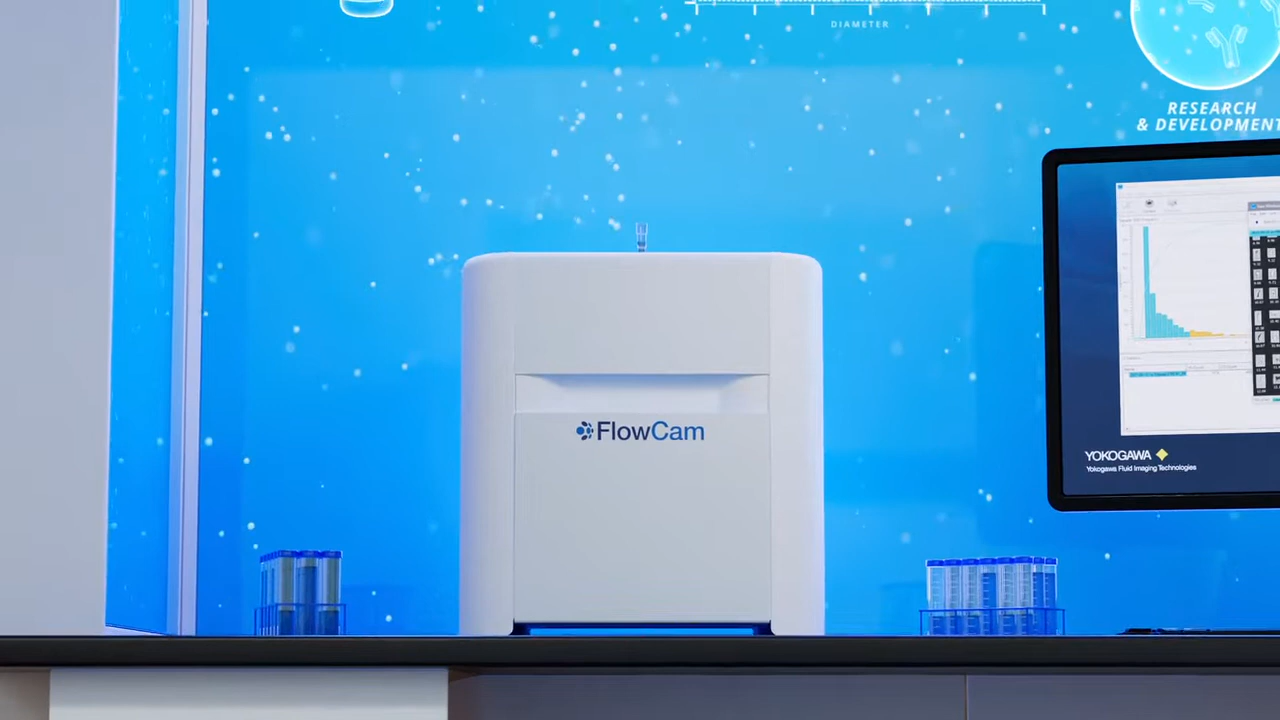 DIAMETER
RESEARCH
& DEVELOPMENT
FlowCam
YOKOGAWA
Yokogawa Fluid Imaging Technologies